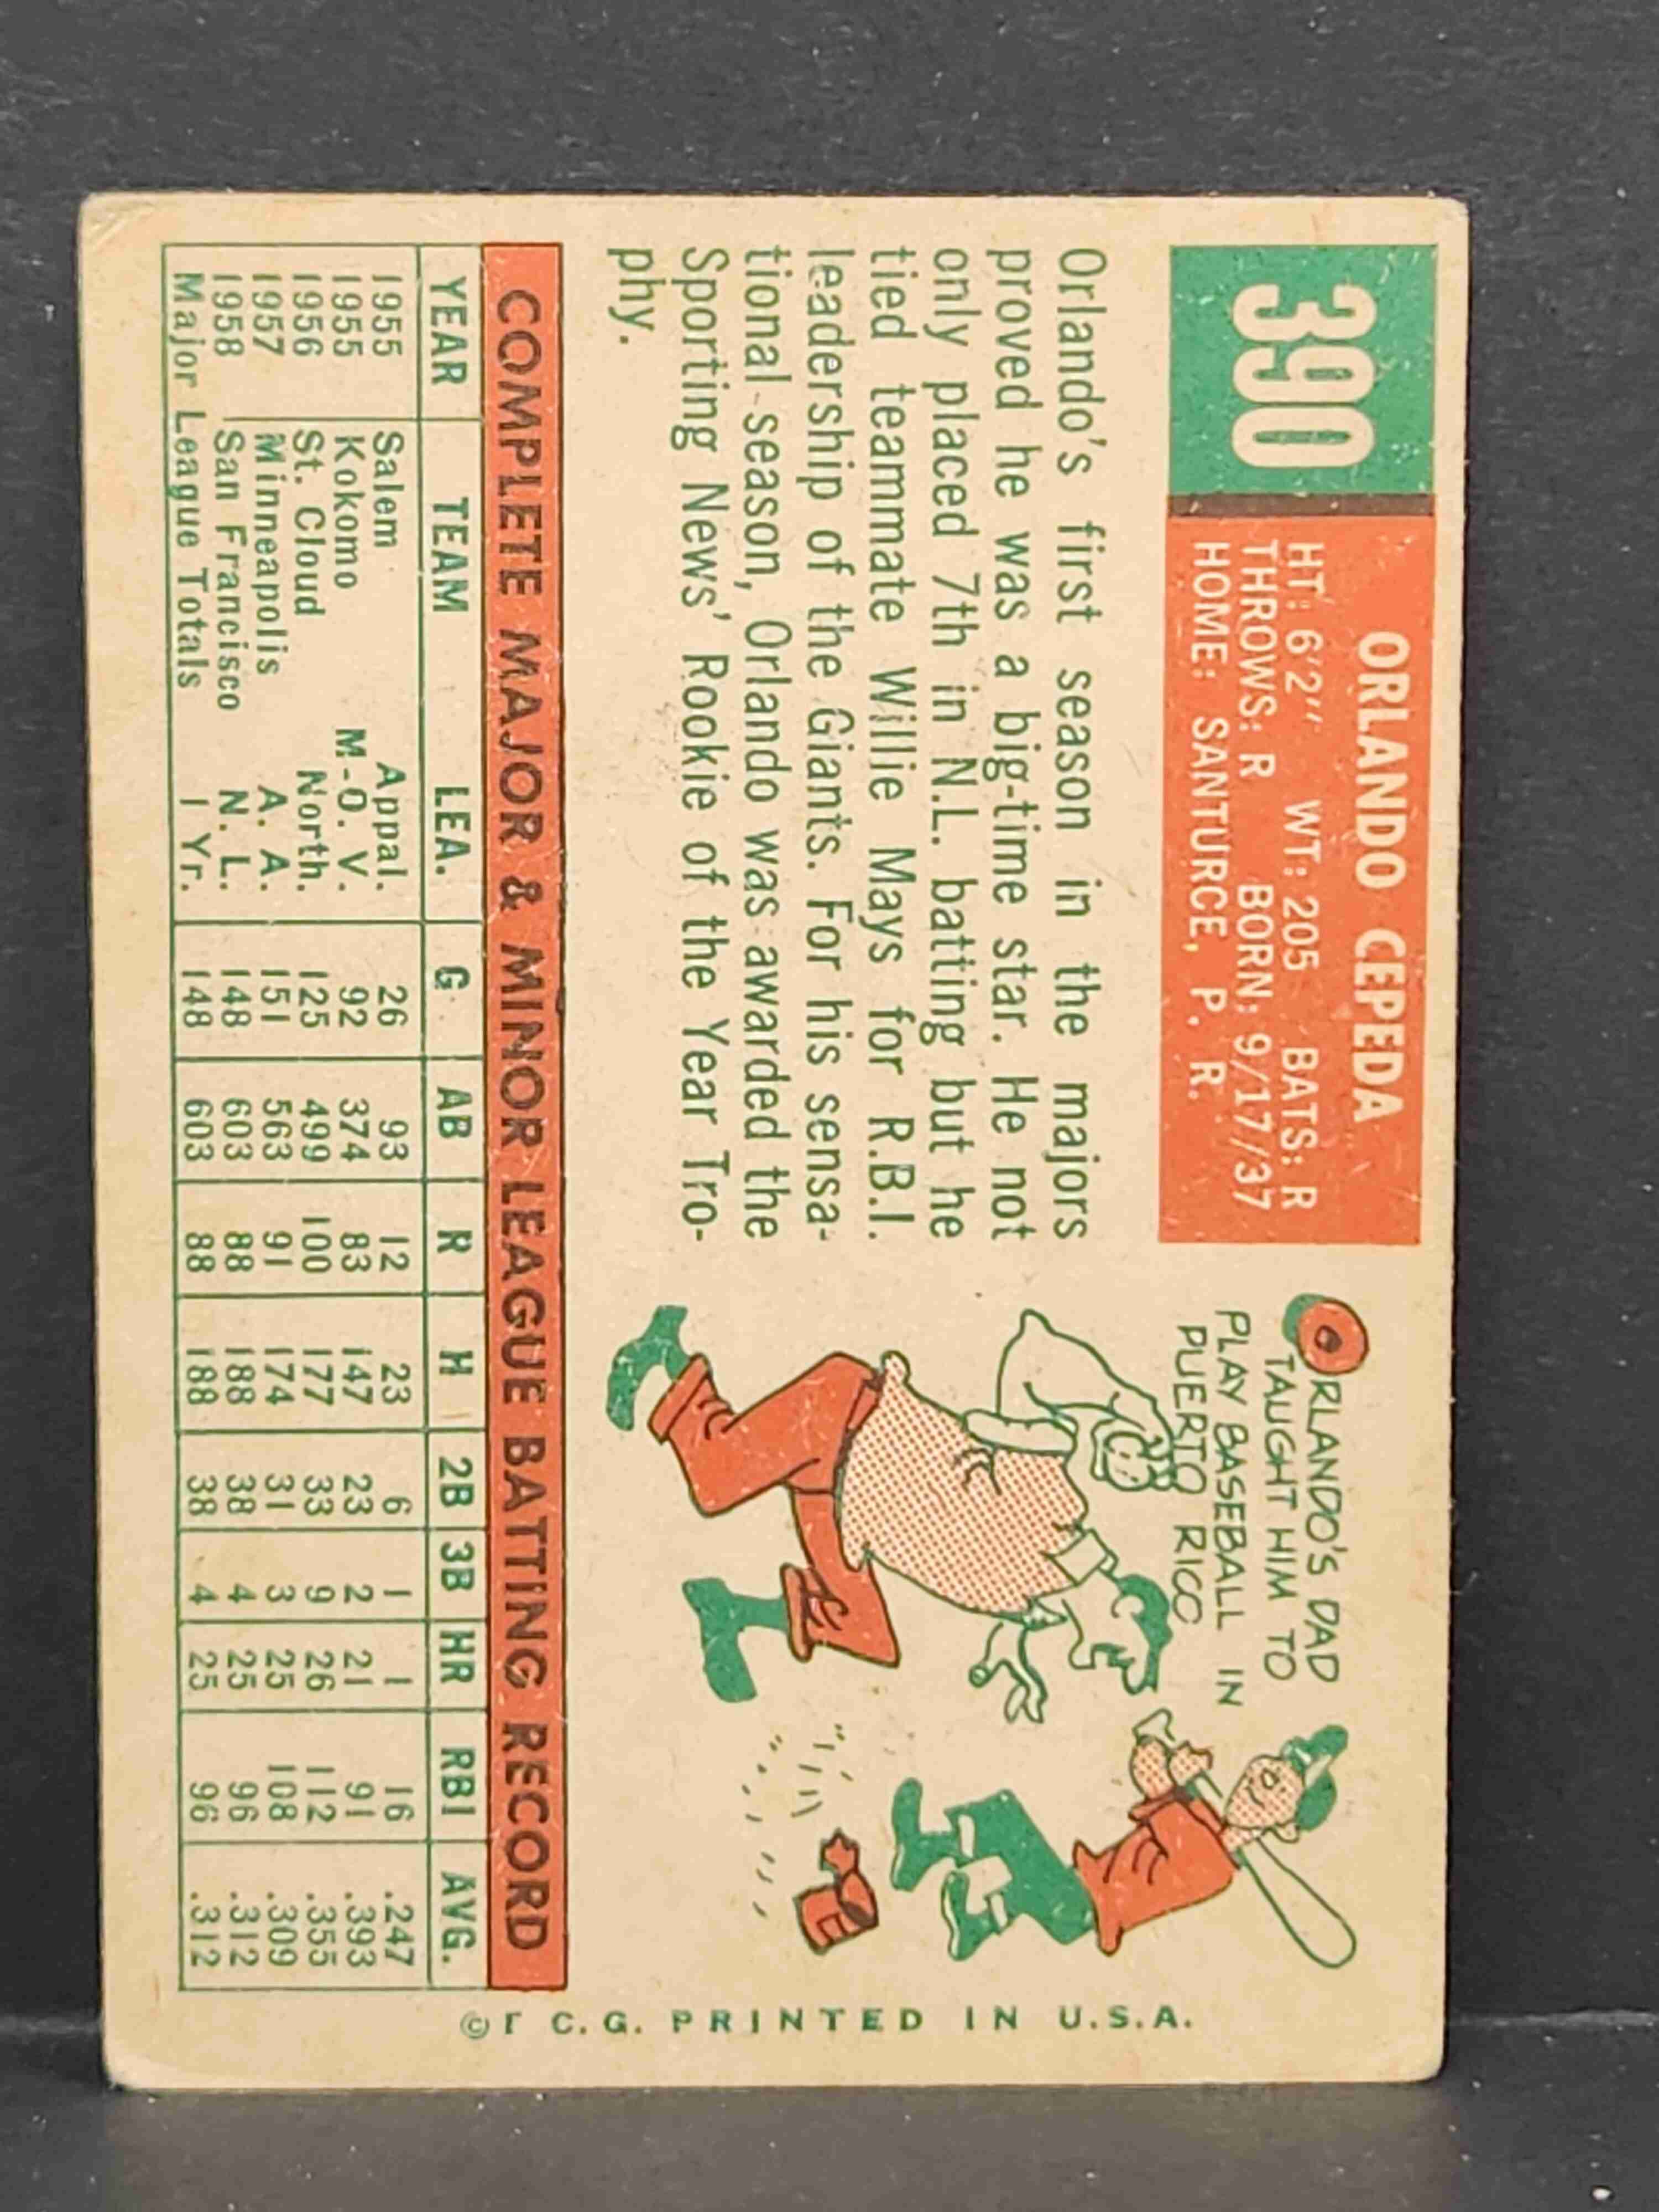 390
ORLANDO CEPEDA
HT: 6'2" WT: 205 BATS: R
THROWS: R BORN: 9/17/37
HOME: SANTURCE, P. R.
Orlando's first season in the majors
proved he was a big-time star. He not
only placed 7th in N.L. batting but he
tied teammate Willie Mays for R.B.I.
leadership of the Giants. For his sensa-
tional season, Orlando was awarded the
Sporting News' Rookie of the Year Tro-
phy.
ORLANDO'S DAD
TAUGHT HIM TO
PLAY BASEBALL IN
PUERTO RICO
COMPLETE MAJOR & MINOR LEAGUE BATTING RECORD
YEAR TEAM LEA. G AB R H 2B 3B HR RBI AVG.
1955 Salem Appal. 26 93 12 23 6 1 1 16 .247
1955 Kokomo M-O. V. 92 374 83 147 23 2 21 91 .393
1956 St. Cloud North. 125 499 100 177 33 9 26 112 .355
1957 Minneapolis A. A. 151 563 91 174 31 3 25 108 .309
1958 San Francisco N. L. 148 603 88 188 38 4 25 96 .312
Major League Totals 1 Yr. 148 603 88 188 38 4 25 96 .312
© T C. G. PRINTED IN U.S.A.